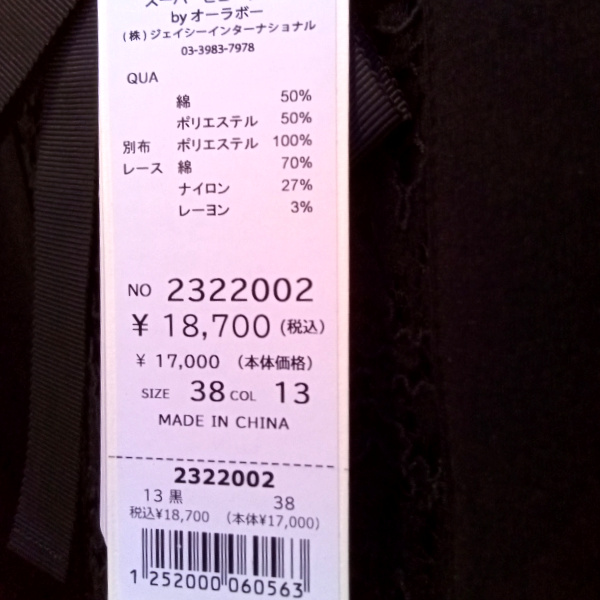 by オーラボー
(株)ジェイシーインターナショナル
03-3983-7978
QUA
綿 50%
ポリエステル 50%
別布 ポリエステル 100%
レース 綿 70%
ナイロン 27%
レーヨン 3%
NO 2322002
¥ 18,700 (税込)
¥ 17,000 (本体価格)
SIZE 38 COL 13
MADE IN CHINA
2322002
13 黒 38
税込¥18,700 (本体¥17,000)
1 252000 060563